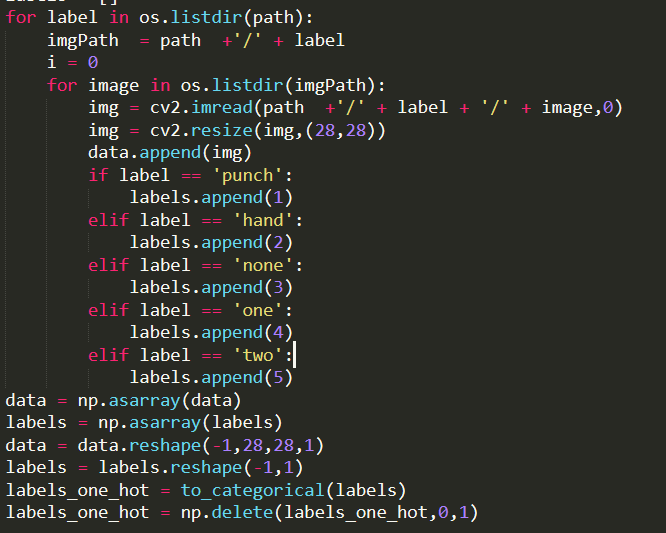 for label in os.listdir(path):
    imgPath  = path  +'/' + label
    i = 0
    for image in os.listdir(imgPath):
        img = cv2.imread(path  +'/' + label + '/' + image,0)
        img = cv2.resize(img,(28,28))
        data.append(img)
        if label == 'punch':
            labels.append(1)
        elif label == 'hand':
            labels.append(2)
        elif label == 'none':
            labels.append(3)
        elif label == 'one':
            labels.append(4)
        elif label == 'two':
            labels.append(5)
data = np.asarray(data)
labels = np.asarray(labels)
data = data.reshape(-1,28,28,1)
labels = labels.reshape(-1,1)
labels_one_hot = to_categorical(labels)
labels_one_hot = np.delete(labels_one_hot,0,1)